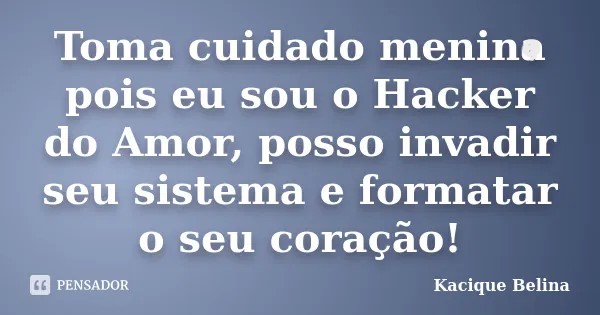 Toma cuidado menina
pois eu sou o Hacker
do Amor, posso invadir
seu sistema e formatar
o seu coração!
PENSADOR
Kacique Belina